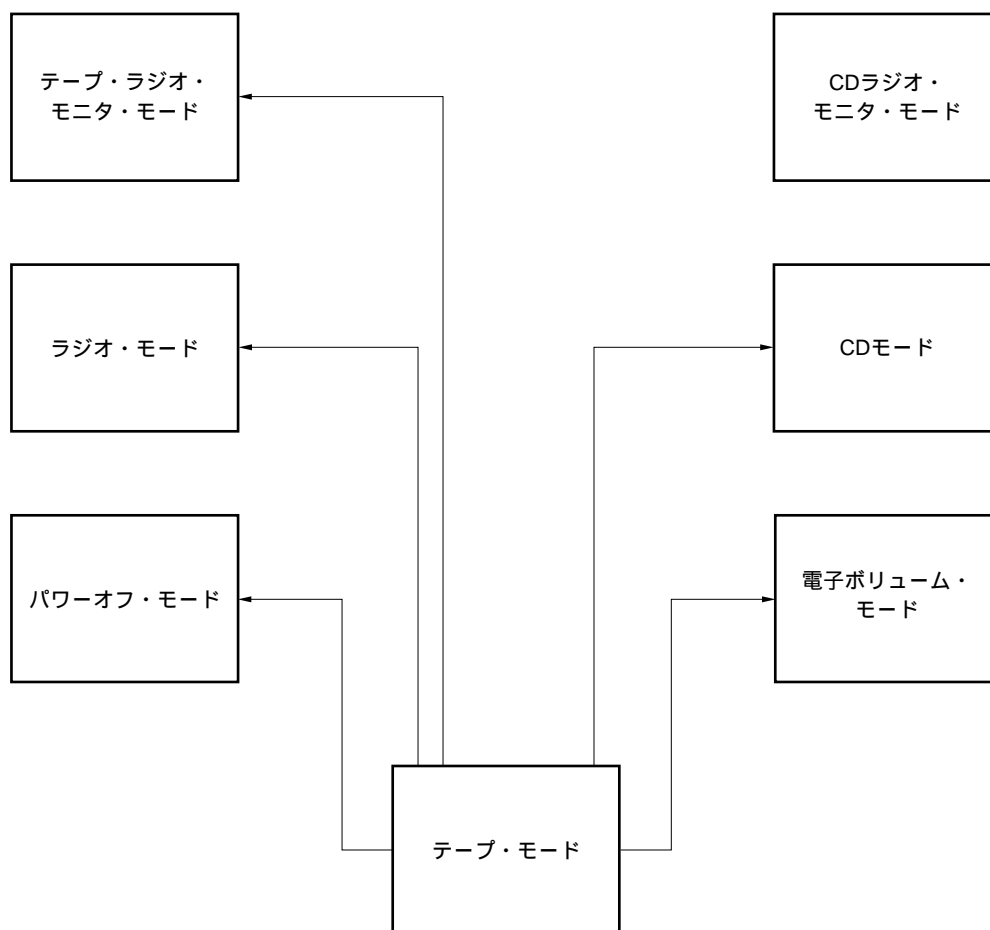 テープ・ラジオ・
モニタ・モード
CDラジオ・
モニタ・モード
ラジオ・モード
CDモード
パワーオフ・モード
電子ボリューム・
モード
テープ・モード